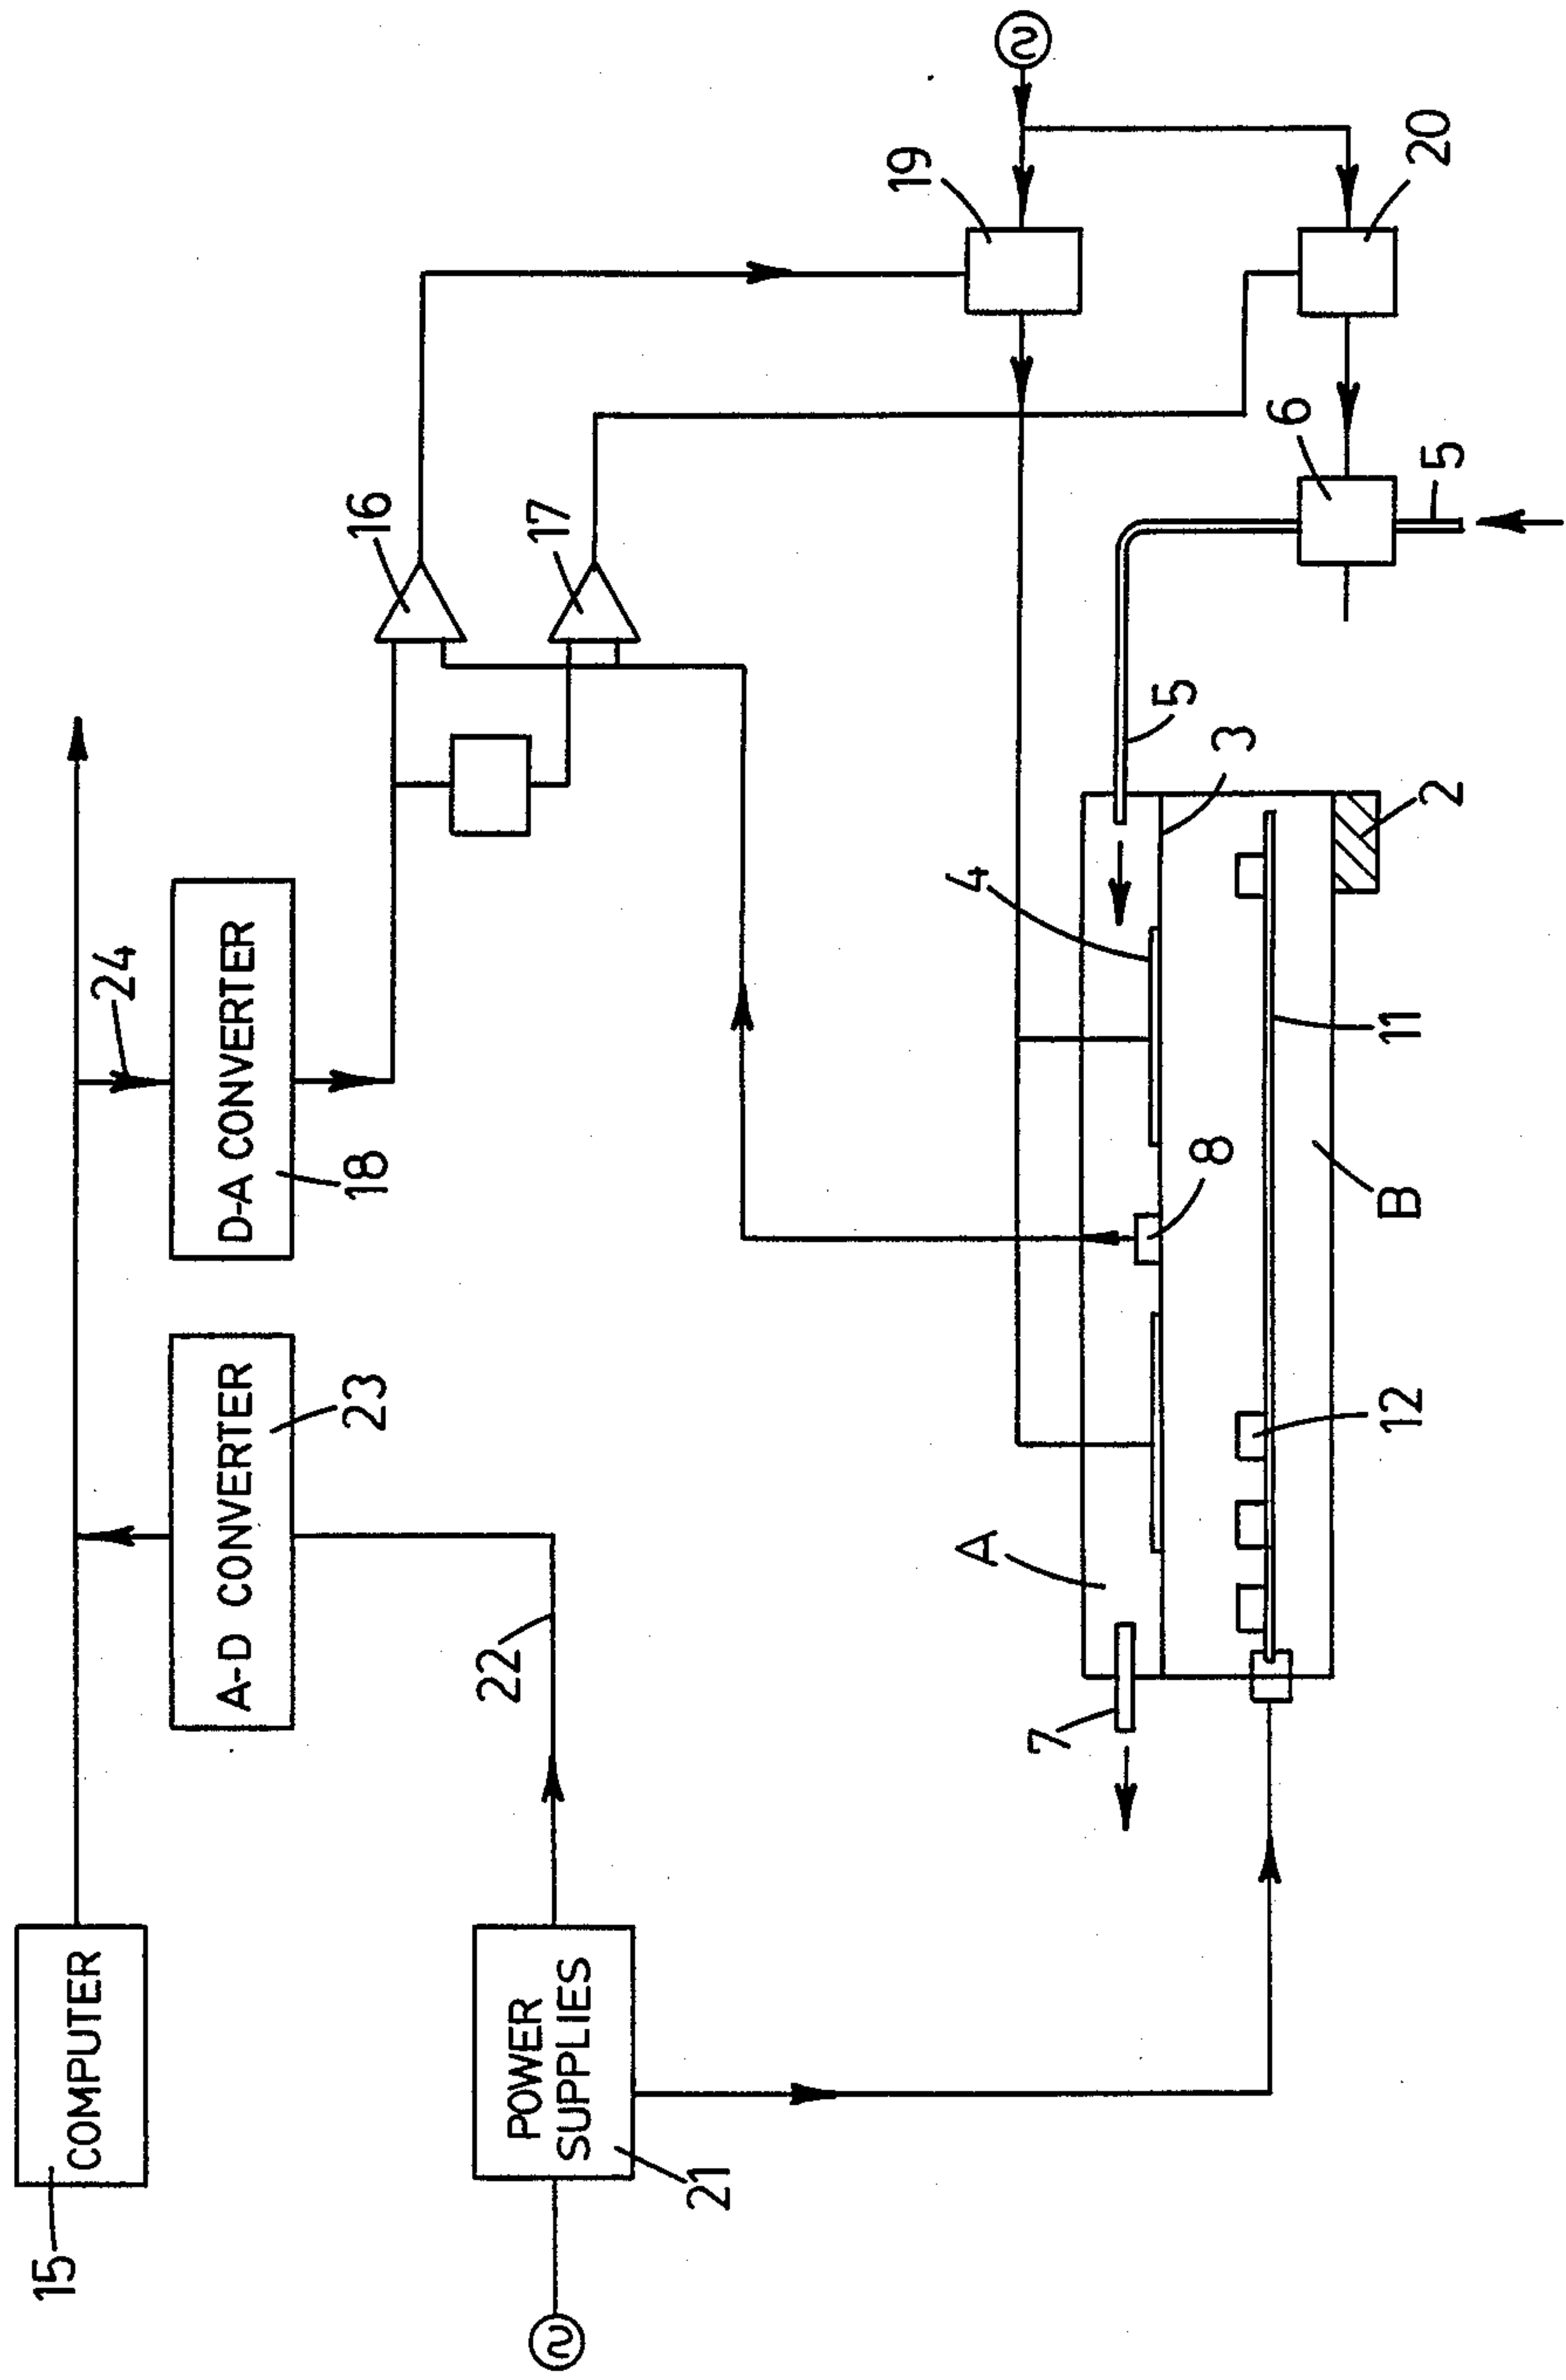 15
COMPUTER
A-D CONVERTER
23
D-A CONVERTER
18
24
POWER
SUPPLIES
21
22
16
17
19
20
6
5
5
3
2
4
8
A
7
12
B
11